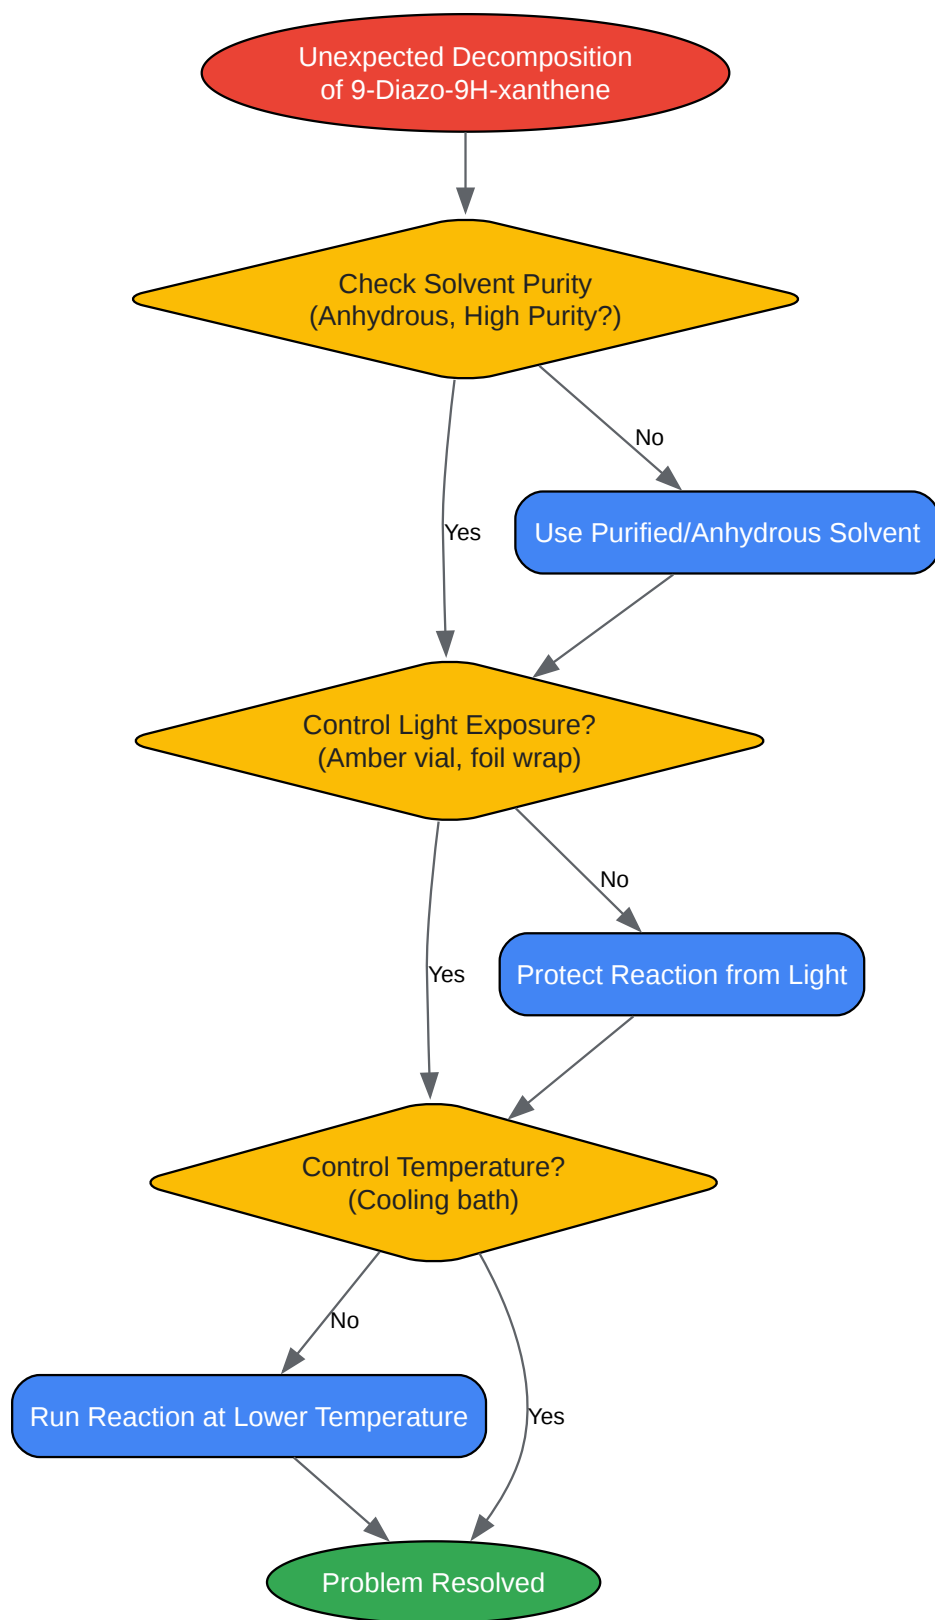 Unexpected Decomposition
of 9-Diazo-9H-xanthene
Check Solvent Purity
(Anhydrous, High Purity?)
No
Yes
Use Purified/Anhydrous Solvent
Control Light Exposure?
(Amber vial, foil wrap)
No
Yes
Protect Reaction from Light
Control Temperature?
(Cooling bath)
No
Run Reaction at Lower Temperature
Yes
Problem Resolved